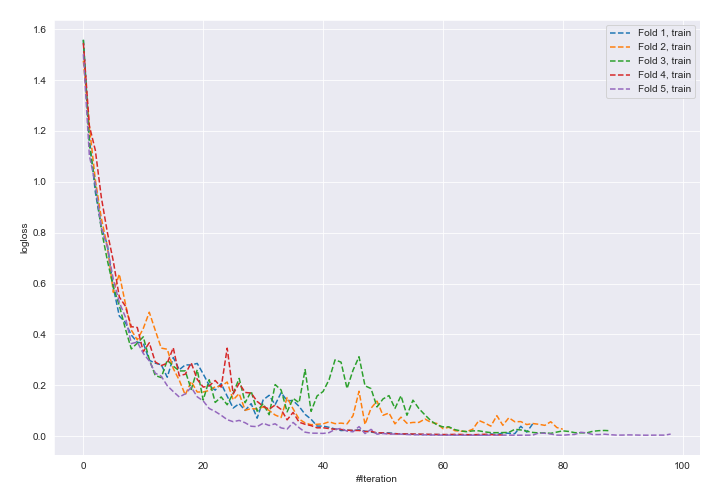 1.6
1.4
1.2
1.0
0.8
0.6
0.4
0.2
0.0
logloss
0
20
40
60
80
100
#Iteration
Fold 1, train
Fold 2, train
Fold 3, train
Fold 4, train
Fold 5, train